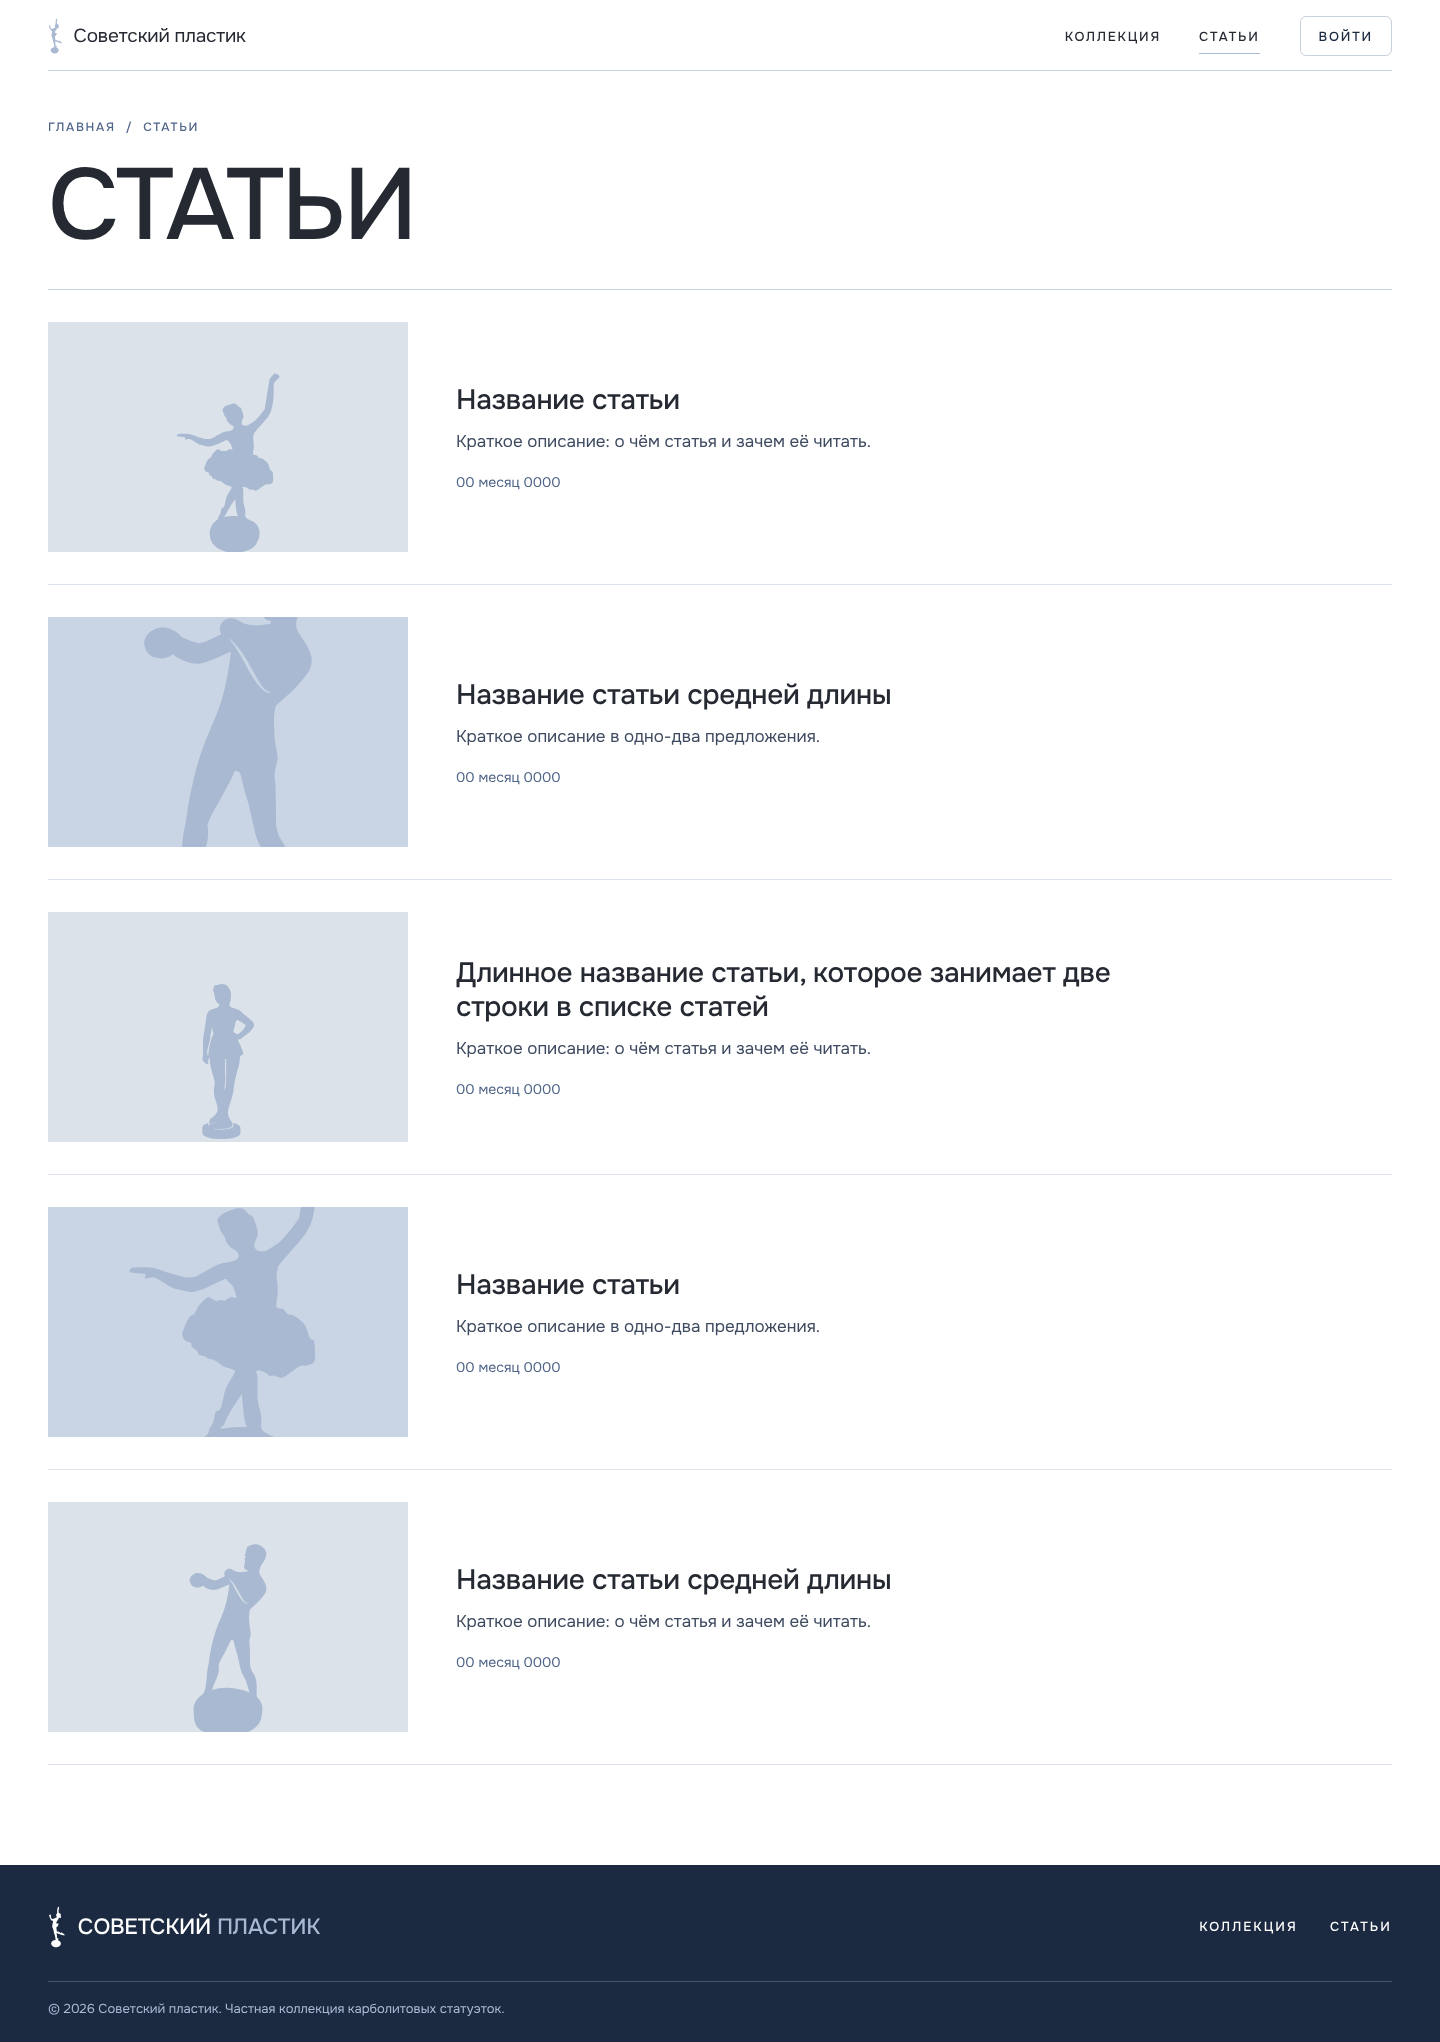 Советский пластик
КОЛЛЕКЦИЯ
СТАТЬИ
ВОЙТИ
ГЛАВНАЯ / СТАТЬИ
СТАТЬИ
Название статьи
Краткое описание: о чём статья и зачем её читать.
00 месяц 0000
Название статьи средней длины
Краткое описание в одно-два предложения.
00 месяц 0000
Длинное название статьи, которое занимает две
строки в списке статей
Краткое описание: о чём статья и зачем её читать.
00 месяц 0000
Название статьи
Краткое описание в одно-два предложения.
00 месяц 0000
Название статьи средней длины
Краткое описание: о чём статья и зачем её читать.
00 месяц 0000
СОВЕТСКИЙ ПЛАСТИК
КОЛЛЕКЦИЯ
СТАТЬИ
© 2026 Советский пластик. Частная коллекция карболитовых статуэток.